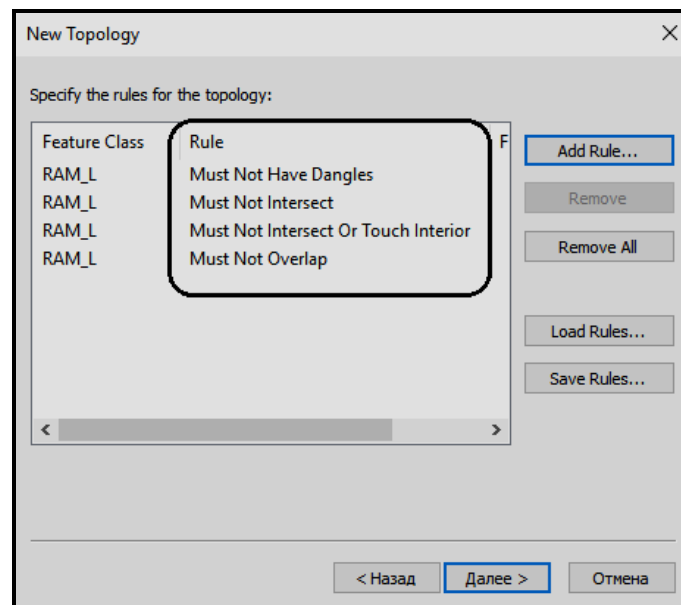 New Topology
Specify the rules for the topology:
Feature Class Rule F
RAM_L Must Not Have Dangles
RAM_L Must Not Intersect
RAM_L Must Not Intersect Or Touch Interior
RAM_L Must Not Overlap
Add Rule...
Remove
Remove All
Load Rules...
Save Rules...
< Назад Далее > Отмена